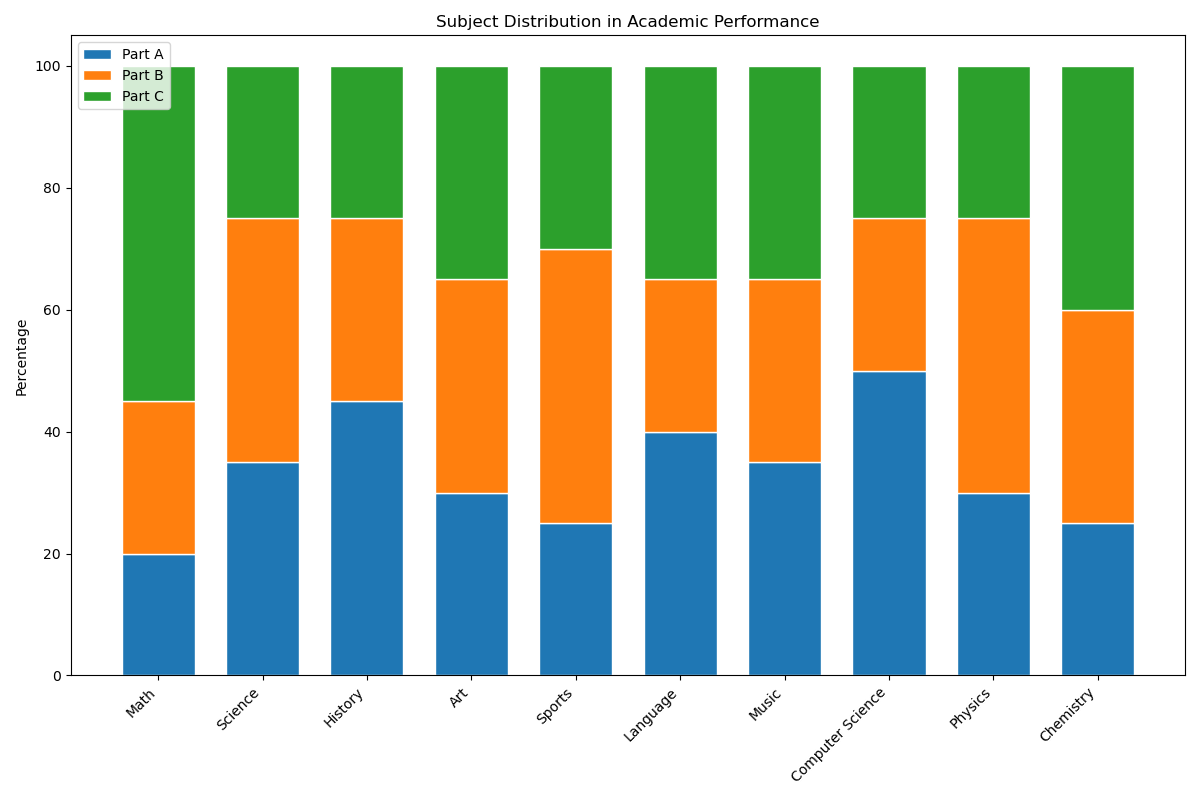 Subject Distribution in Academic Performance
Part A
Part B
Part C
Percentage
100
80
60
40
20
0
Math
Science
History
Art
Sports
Language
Music
Computer Science
Physics
Chemistry